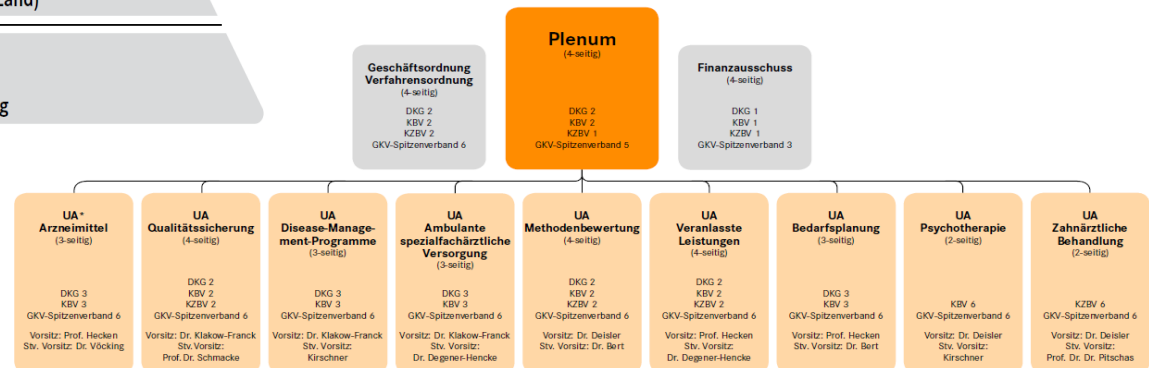 Land)
g
Plenum
(4-seitig)
DKG 2
KBV 2
KZBV 1
GKV-Spitzenverband 5
Geschäftsordnung
Verfahrensordnung
(4-seitig)
DKG 2
KBV 2
KZBV 2
GKV-Spitzenverband 6
Finanzausschuss
(4-seitig)
DKG 1
KBV 1
KZBV 1
GKV-Spitzenverband 3
UA*
Arzneimittel
(3-seitig)
DKG 3
KBV 3
GKV-Spitzenverband 6
Vorsitz: Prof. Hecken
Stv. Vorsitz: Dr. Vöcking
UA
Qualitätssicherung
(4-seitig)
DKG 2
KBV 2
KZBV 2
GKV-Spitzenverband 6
Vorsitz: Dr. Klakow-Franck
Stv. Vorsitz:
Prof. Dr. Schmacke
UA
Disease-Manage-
ment-Programme
(3-seitig)
DKG 3
KBV 3
GKV-Spitzenverband 6
Vorsitz: Dr. Klakow-Franck
Stv. Vorsitz:
Kirschner
UA
Ambulante
spezialfachärztliche
Versorgung
(3-seitig)
DKG 3
KBV 3
GKV-Spitzenverband 6
Vorsitz: Dr. Klakow-Franck
Stv. Vorsitz:
Dr. Degener-Hencke
UA
Methodenbewertung
(4-seitig)
DKG 2
KBV 2
KZBV 2
GKV-Spitzenverband 6
Vorsitz: Dr. Deisler
Stv. Vorsitz: Dr. Bert
UA
Veranlasste
Leistungen
(4-seitig)
DKG 2
KBV 2
KZBV 2
GKV-Spitzenverband 6
Vorsitz: Prof. Hecken
Stv. Vorsitz:
Dr. Degener-Hencke
UA
Bedarfsplanung
(3-seitig)
DKG 3
KBV 3
GKV-Spitzenverband 6
Vorsitz: Prof. Hecken
Stv. Vorsitz: Dr. Bert
UA
Psychotherapie
(2-seitig)
KBV 6
GKV-Spitzenverband 6
Vorsitz: Dr. Deisler
Stv. Vorsitz:
Kirschner
UA
Zahnärztliche
Behandlung
(2-seitig)
KZBV 6
GKV-Spitzenverband 6
Vorsitz: Dr. Deisler
Stv. Vorsitz:
Prof. Dr. Dr. Pitschas